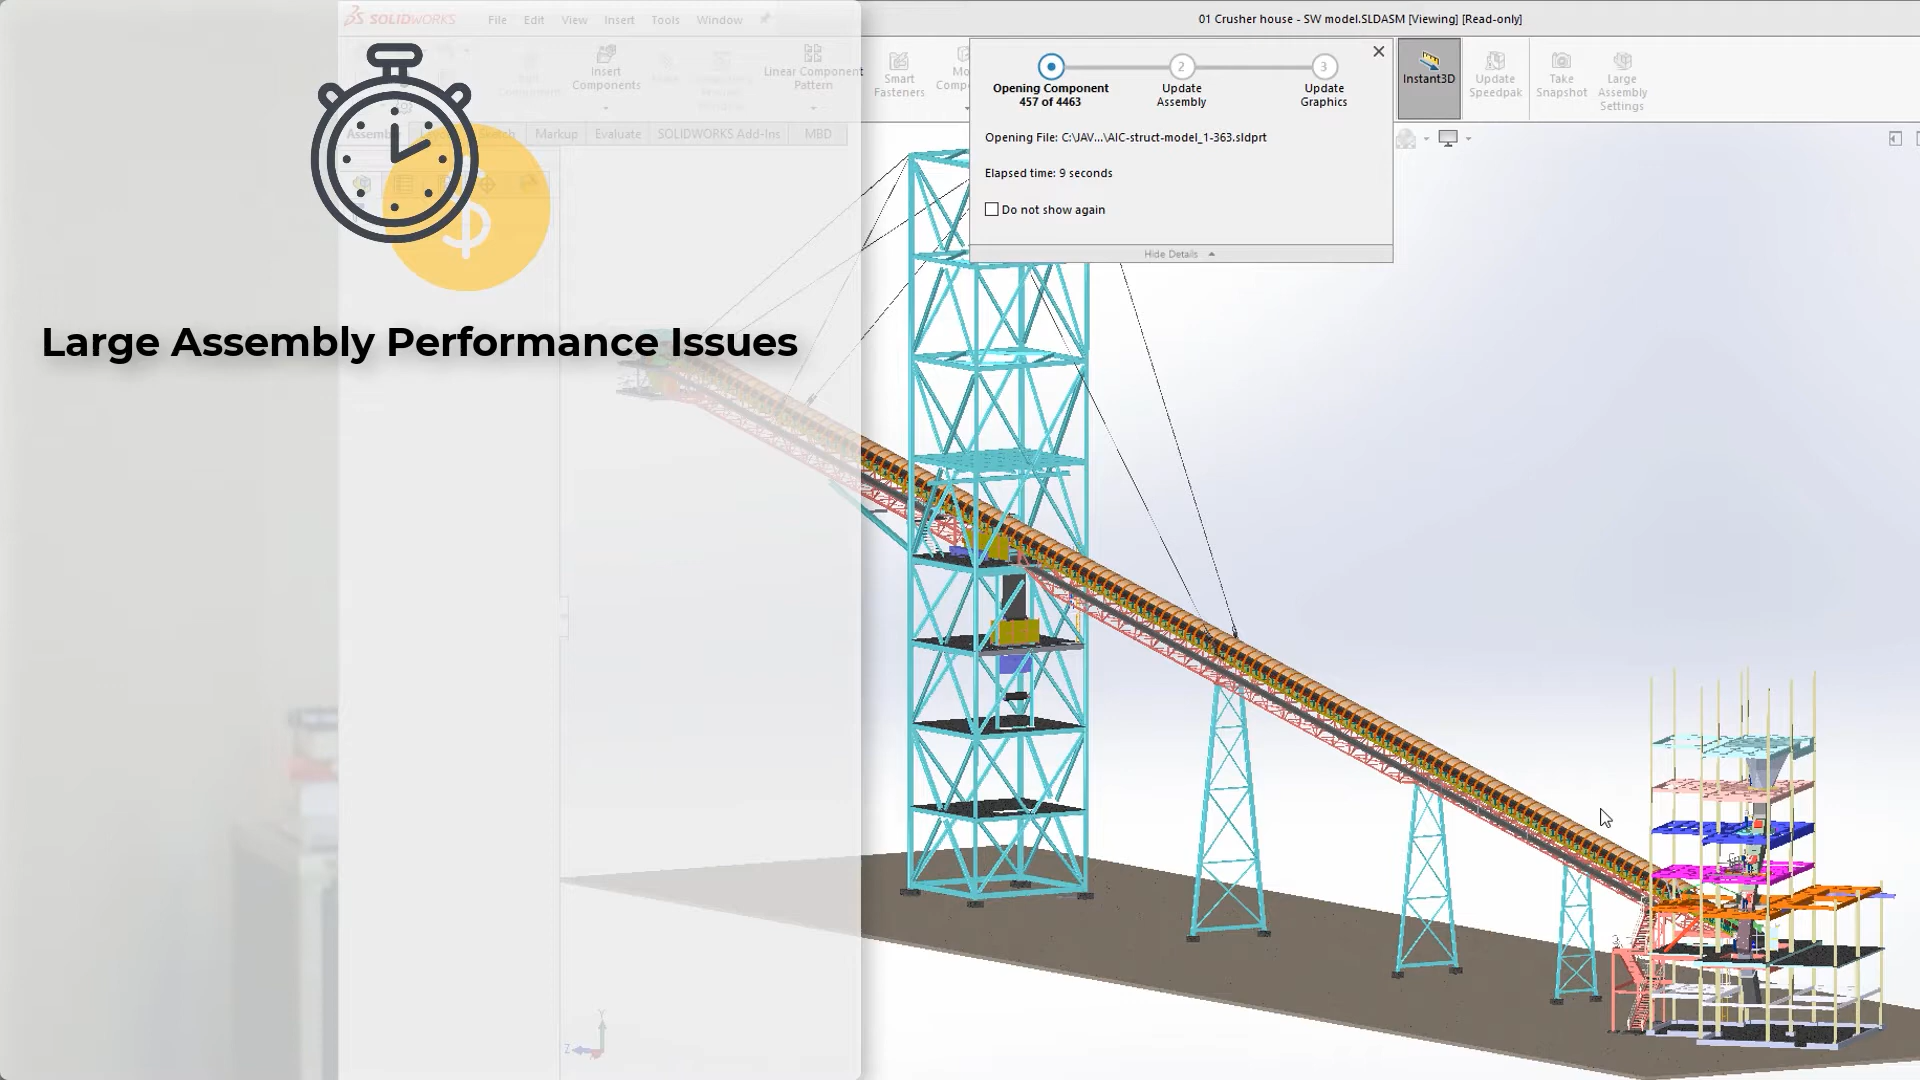 SOLIDWORKS File Edit View Insert Tools Window
01 Crusher house - SW model.SLDASM [Viewing] [Read-only]
Insert
Components
Linear Component
Pattern
Smart
Fasteners
Instant3D
Update
Speedpak
Take
Snapshot
Large
Assembly
Settings
Markup Evaluate SOLIDWORKS Add-Ins MBD
2
3
Opening Component
457 of 4463
Update
Assembly
Update
Graphics
Opening File: C:\JAV...\AIC-struct-model_1-363.sldprt
Elapsed time: 9 seconds
Do not show again
Hide Details
$
Large Assembly Performance Issues
Y
Z